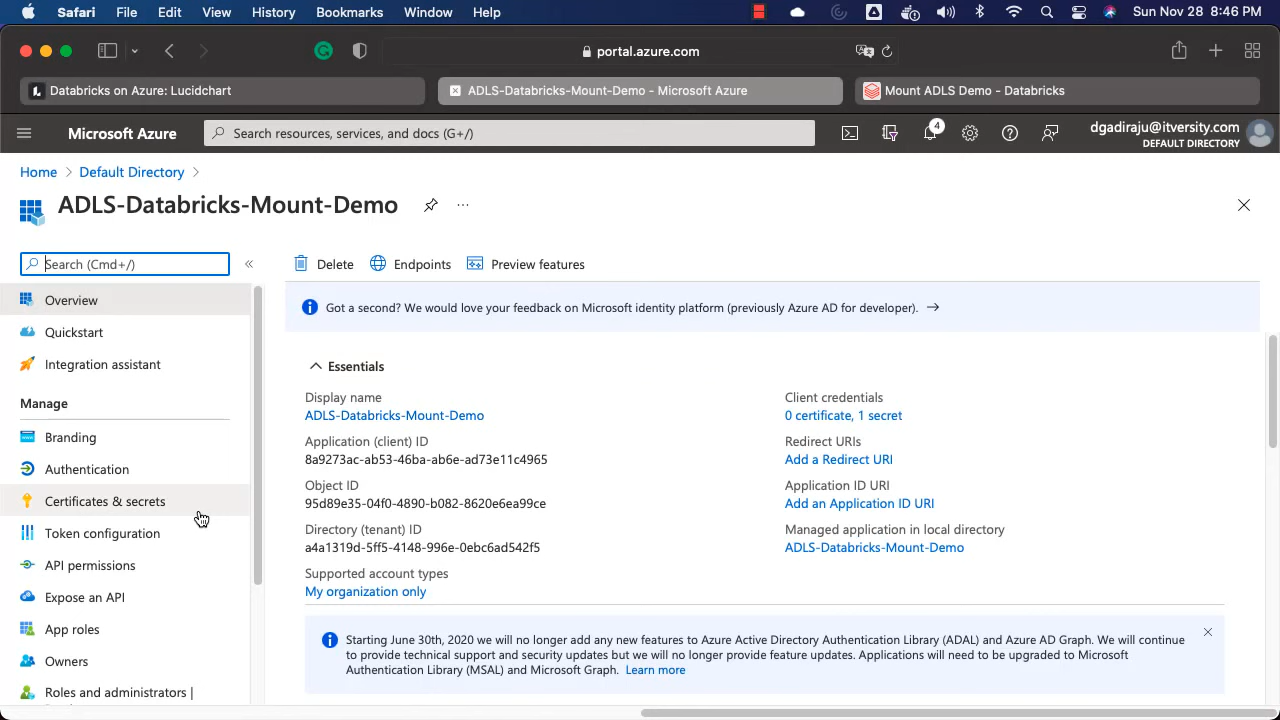 Safari File Edit View History Bookmarks Window Help Sun Nov 28 8:46 PM
portal.azure.com
Databricks on Azure: Lucidchart ADLS-Databricks-Mount-Demo - Microsoft Azure Mount ADLS Demo - Databricks
Microsoft Azure Search resources, services, and docs (G+/) 4 dgadiraju@itversity.com
DEFAULT DIRECTORY
Home > Default Directory >
ADLS-Databricks-Mount-Demo ...
Search (Cmd+/) « Delete Endpoints Preview features
Overview
Got a second? We would love your feedback on Microsoft identity platform (previously Azure AD for developer). →
Quickstart
Integration assistant
Essentials
Manage
Display name Client credentials
ADLS-Databricks-Mount-Demo 0 certificate, 1 secret
Branding
Application (client) ID Redirect URIs
8a9273ac-ab53-46ba-ab6e-ad73e11c4965 Add a Redirect URI
Authentication
Object ID Application ID URI
Certificates & secrets
95d89e35-04f0-4890-b082-8620e6ea99ce Add an Application ID URI
Token configuration
Directory (tenant) ID Managed application in local directory
a4a1319d-5ff5-4148-996e-0ebc6ad542f5 ADLS-Databricks-Mount-Demo
API permissions
Supported account types
My organization only
Expose an API
App roles
Starting June 30th, 2020 we will no longer add any new features to Azure Active Directory Authentication Library (ADAL) and Azure AD Graph. We will continue
to provide technical support and security updates but we will no longer provide feature updates. Applications will need to be upgraded to Microsoft
Authentication Library (MSAL) and Microsoft Graph. Learn more
Owners
Roles and administrators |